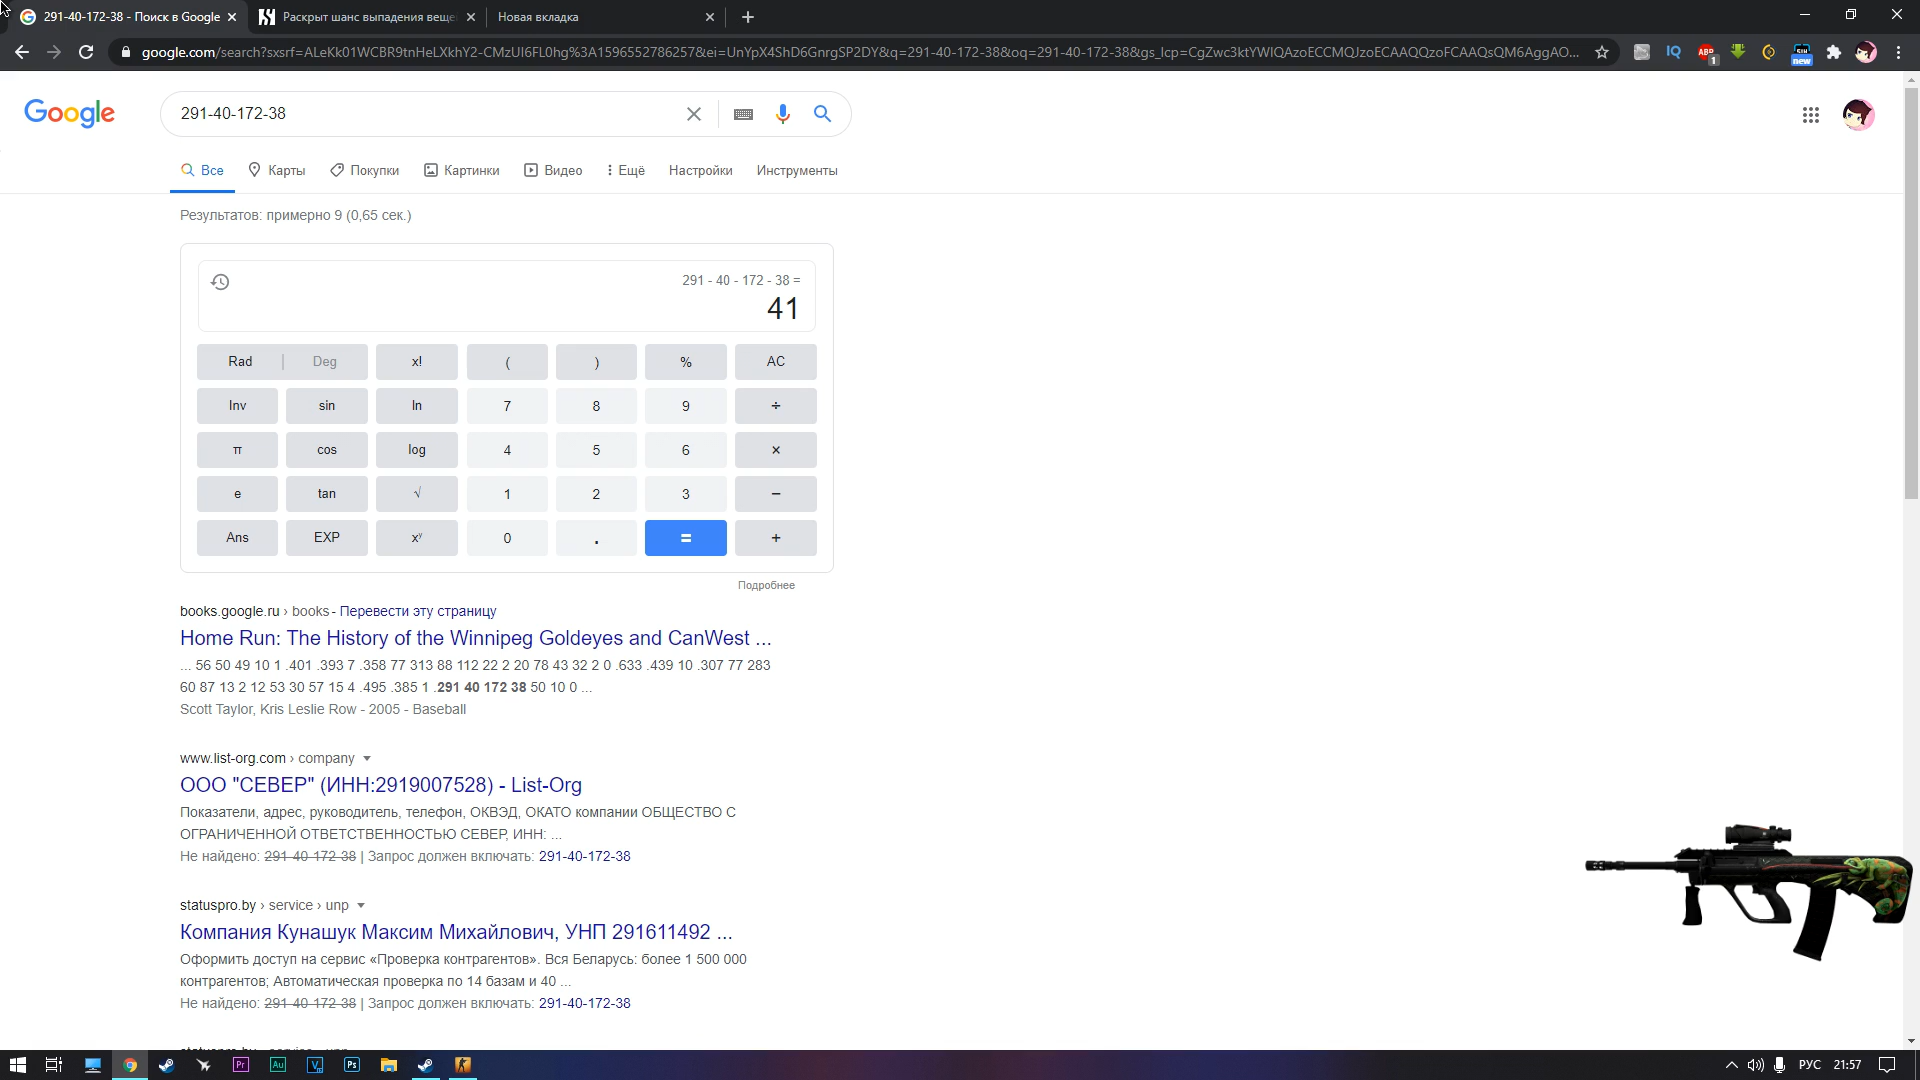 291-40-172-38 - Поиск в Google
Раскрыт шанс выпадения веще
Новая вкладка
google.com/search?sxsrf=ALeKk01WCBR9tnHeLXkhY2-CMzUI6FL0hg%3A1596552786257&ei=UnYpX4ShD6GnrgSP2DY&q=291-40-172-38&oq=291-40-172-38&gs_lcp=CgZwc3ktYWIQAzoECCMQJzoECAAQQzoFCAAQsQM6AggAO...
IQ
ABP
1
new
Google
291-40-172-38
Все
Карты
Покупки
Картинки
Видео
Ещё
Настройки
Инструменты
Результатов: примерно 9 (0,65 сек.)
291 - 40 - 172 - 38 =
41
Rad | Deg x! ( ) % AC
Inv sin ln 7 8 9 ÷
π cos log 4 5 6 ×
e tan √ 1 2 3 −
Ans EXP xʸ 0 . = +
Подробнее
books.google.ru › books - Перевести эту страницу
Home Run: The History of the Winnipeg Goldeyes and CanWest ...
... 56 50 49 10 1 .401 .393 7 .358 77 313 88 112 22 2 20 78 43 32 2 0 .633 .439 10 .307 77 283
60 87 13 2 12 53 30 57 15 4 .495 .385 1 .291 40 172 38 50 10 0 ...
Scott Taylor, Kris Leslie Row - 2005 - Baseball
www.list-org.com › company
ООО "СЕВЕР" (ИНН:2919007528) - List-Org
Показатели, адрес, руководитель, телефон, ОКВЭД, ОКАТО компании ОБЩЕСТВО С
ОГРАНИЧЕННОЙ ОТВЕТСТВЕННОСТЬЮ СЕВЕР, ИНН: ...
Не найдено: 291-40-172-38 | Запрос должен включать: 291-40-172-38
statuspro.by › service › unp
Компания Кунашук Максим Михайлович, УНП 291611492 ...
Оформить доступ на сервис «Проверка контрагентов». Вся Беларусь: более 1 500 000
контрагентов; Автоматическая проверка по 14 базам и 40 ...
Не найдено: 291-40-172-38 | Запрос должен включать: 291-40-172-38
Pr
Au
Ps
РУС
21:57